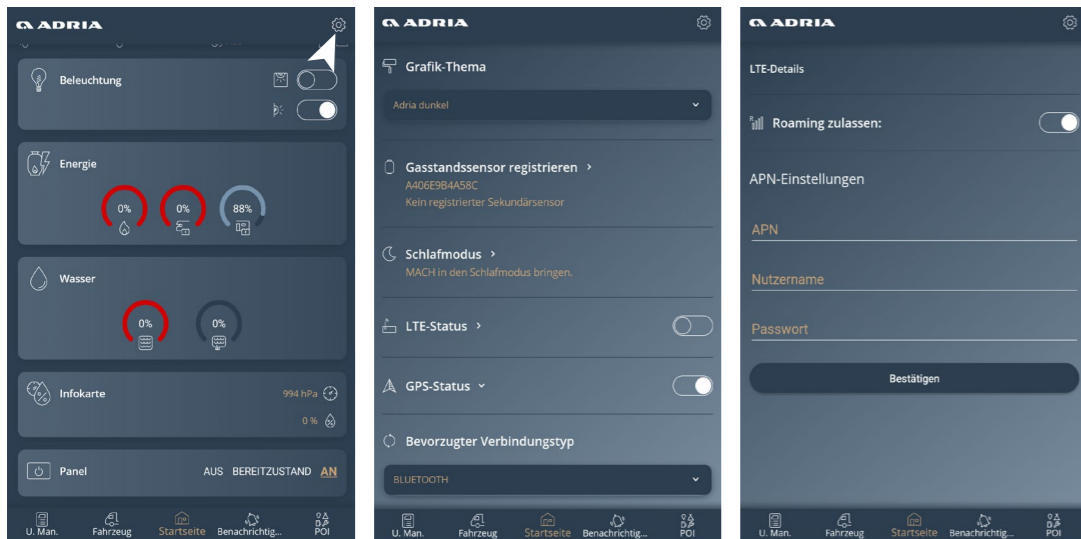 ADRIA
Beleuchtung
Energie
0%
0%
88%
Wasser
0%
0%
Infokarte
994 hPa
0 %
Panel
AUS BEREITZUSTAND AN
U. Man. Fahrzeug Startseite Benachrichtig... POI
ADRIA
Grafik-Thema
Adria dunkel
Gasstandssensor registrieren >
A406E9B4A58C
Kein registrierter Sekundärsensor
Schlafmodus >
MACH in den Schlafmodus bringen.
LTE-Status >
GPS-Status
Bevorzugter Verbindungstyp
BLUETOOTH
U. Man. Fahrzeug Startseite Benachrichtig... POI
ADRIA
LTE-Details
R
Roaming zulassen:
APN-Einstellungen
APN
Nutzername
Passwort
Bestätigen
U. Man. Fahrzeug Startseite Benachrichtig... POI